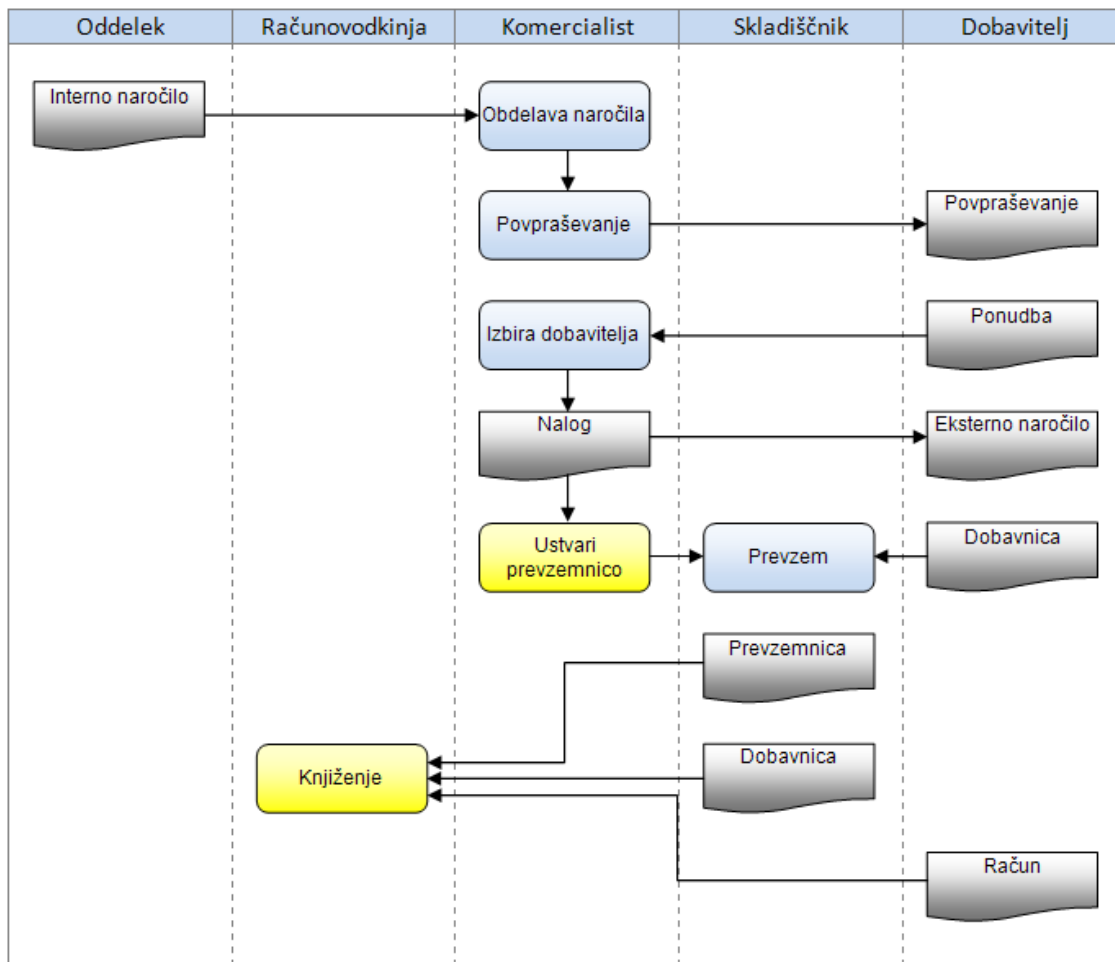 Oddelek
Računovodkinja
Komercialist
Skladiščnik
Dobavitelj
Interno naročilo
Obdelava naročila
Povpraševanje
Povpraševanje
Izbira dobavitelja
Ponudba
Nalog
Eksterno naročilo
Ustvari
prevzemnico
Prevzem
Dobavnica
Prevzemnica
Knjiženje
Dobavnica
Račun